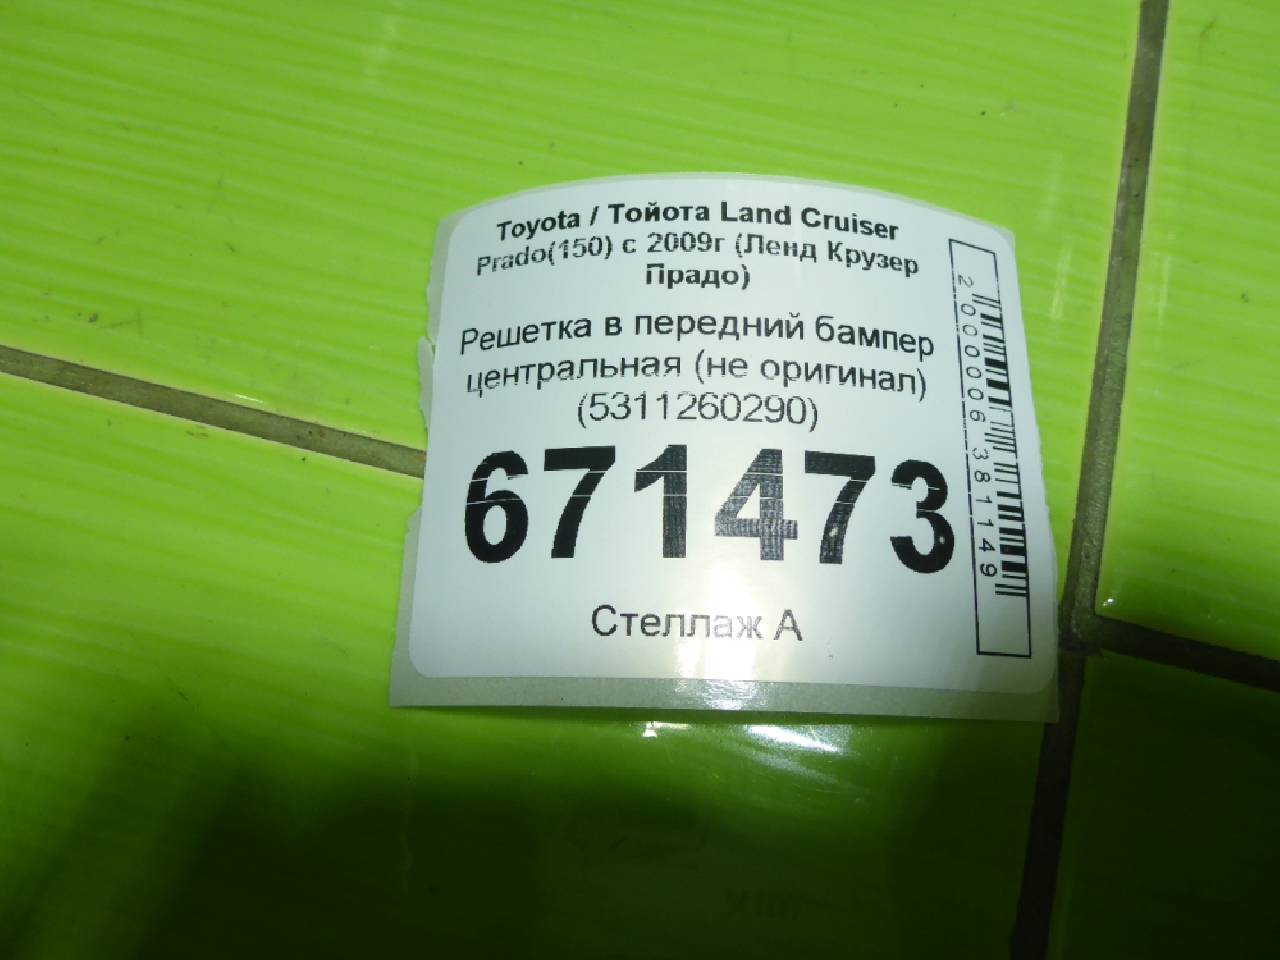 Toyota / Тойота Land Cruiser
Prado(150) с 2009г (Ленд Крузер
Прадо)
Решетка в передний бампер
центральная (не оригинал)
(5311260290)
671473
Стеллаж А
2000006381149